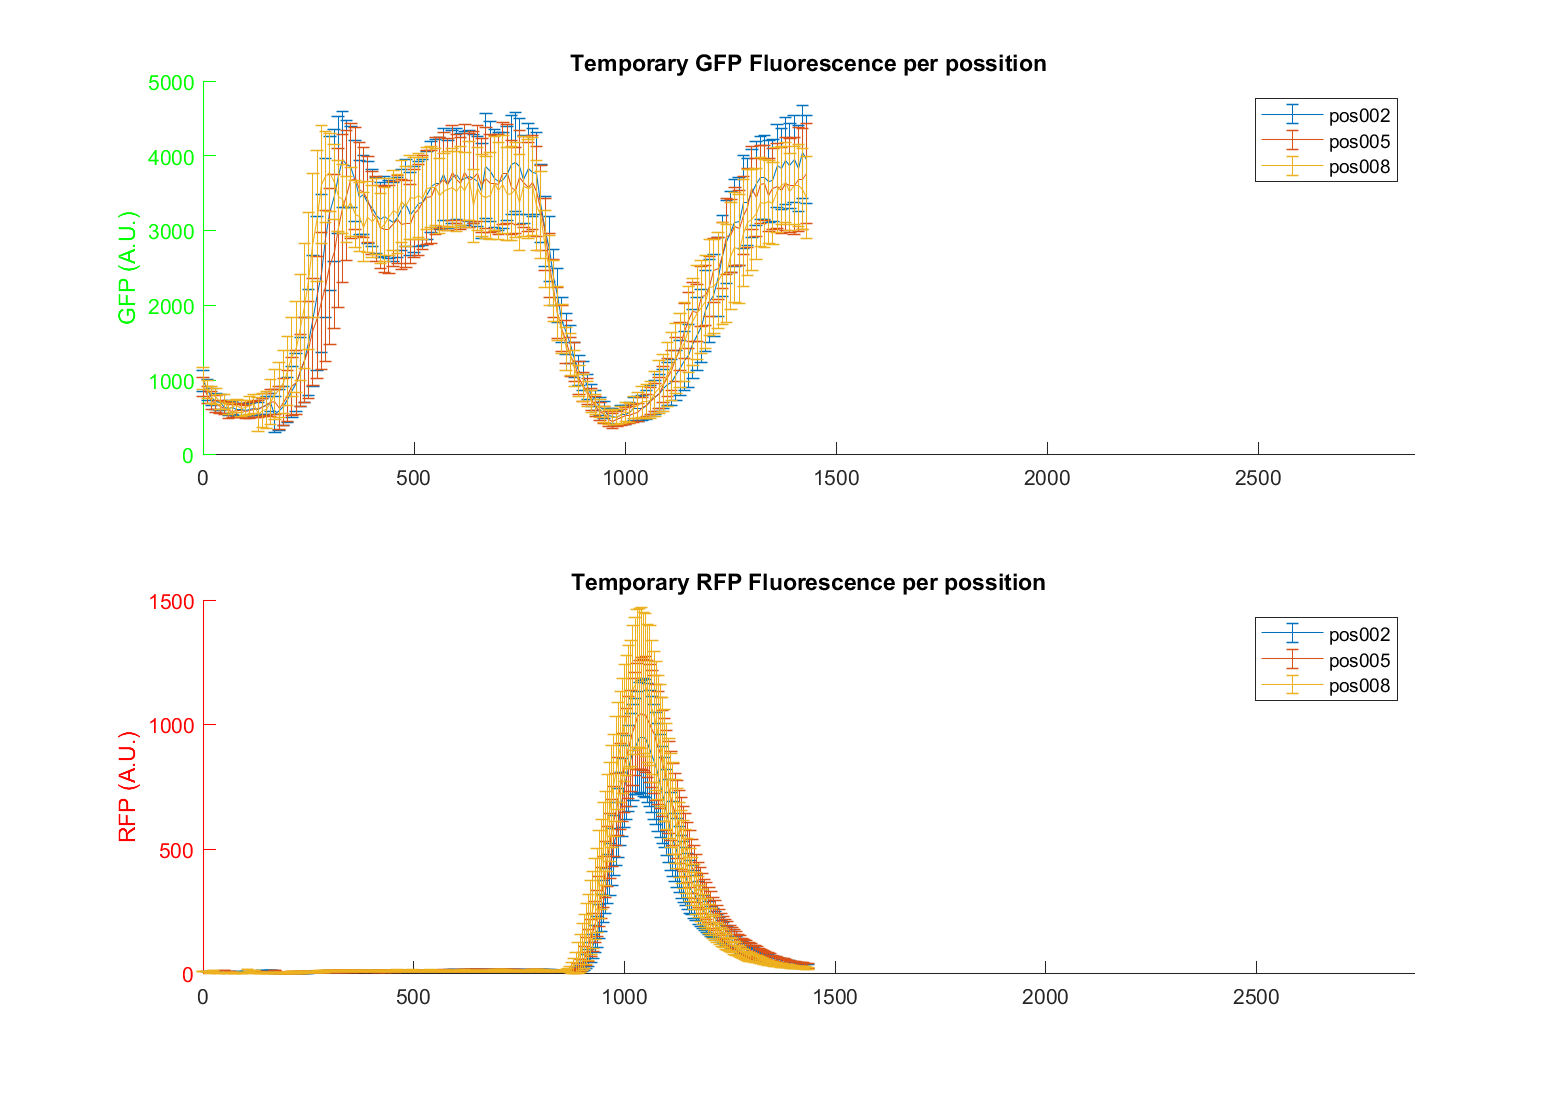 Temporary GFP Fluorescence per possition
5000
4000
3000
2000
1000
0
GFP (A.U.)
0 500 1000 1500 2000 2500
pos002
pos005
pos008
Temporary RFP Fluorescence per possition
1500
1000
500
0
RFP (A.U.)
0 500 1000 1500 2000 2500
pos002
pos005
pos008